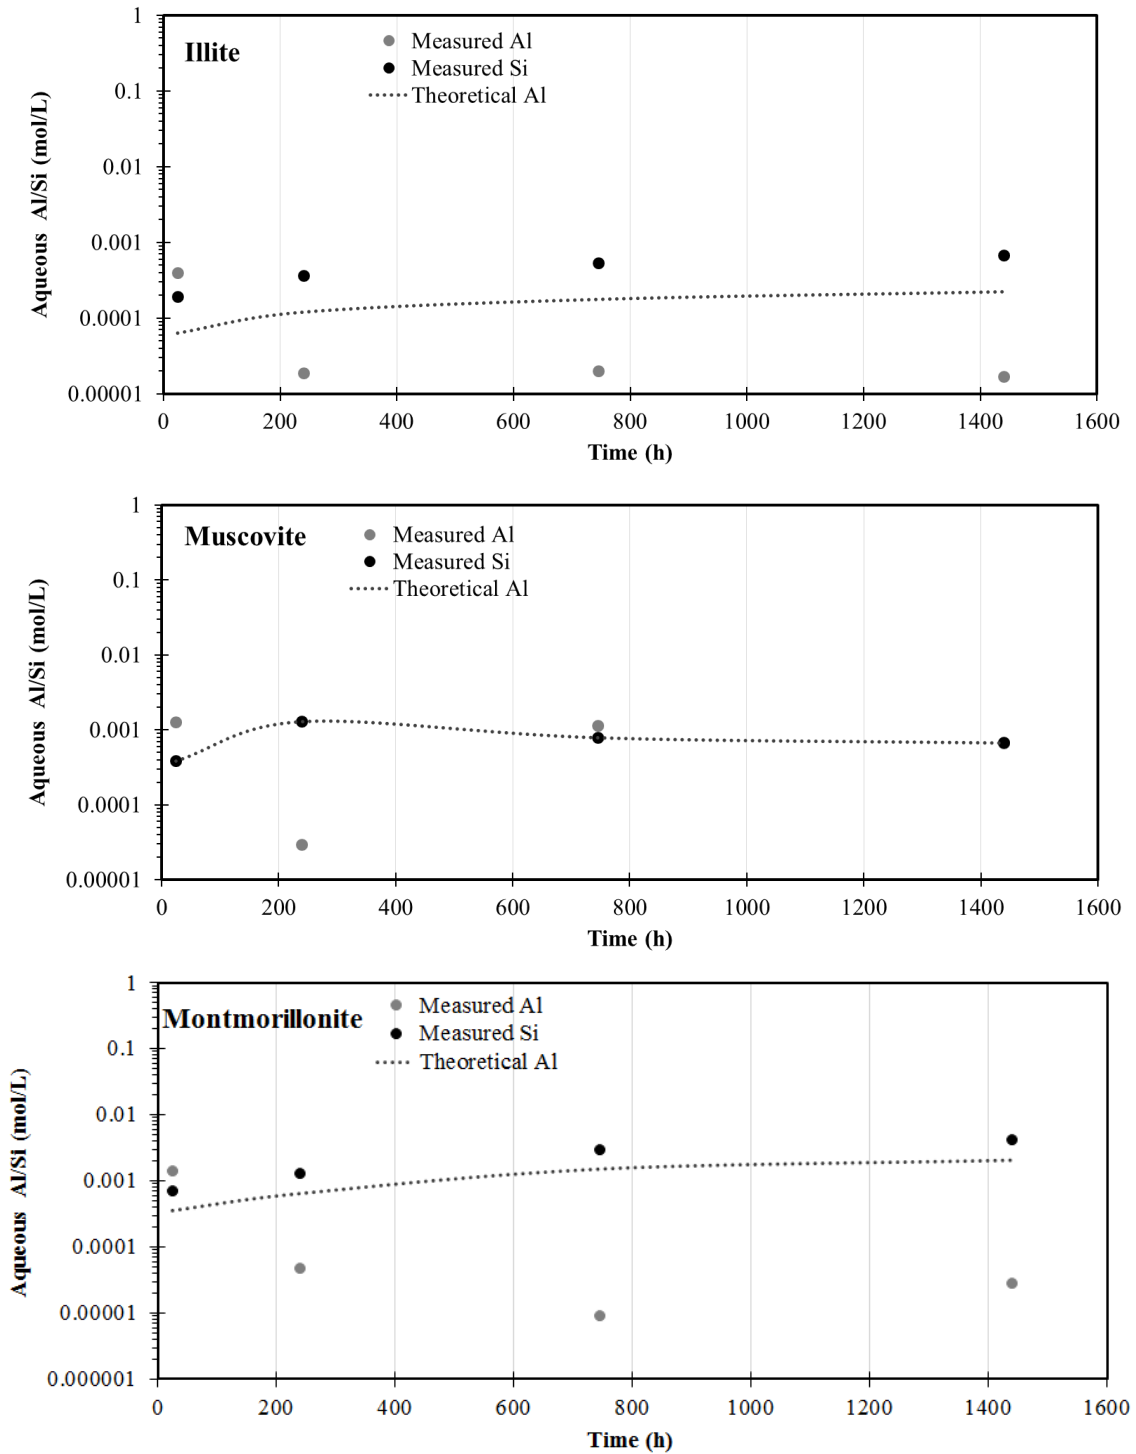 Illite
Measured Al
Measured Si
Theoretical Al
Aqueous Al/Si (mol/L)
1
0.1
0.01
0.001
0.0001
0.00001
0 200 400 600 800 1000 1200 1400 1600
Time (h)
Muscovite
Measured Al
Measured Si
Theoretical Al
Aqueous Al/Si (mol/L)
1
0.1
0.01
0.001
0.0001
0.00001
0 200 400 600 800 1000 1200 1400 1600
Time (h)
Montmorillonite
Measured Al
Measured Si
Theoretical Al
Aqueous Al/Si (mol/L)
1
0.1
0.01
0.001
0.0001
0.00001
0.000001
0 200 400 600 800 1000 1200 1400 1600
Time (h)